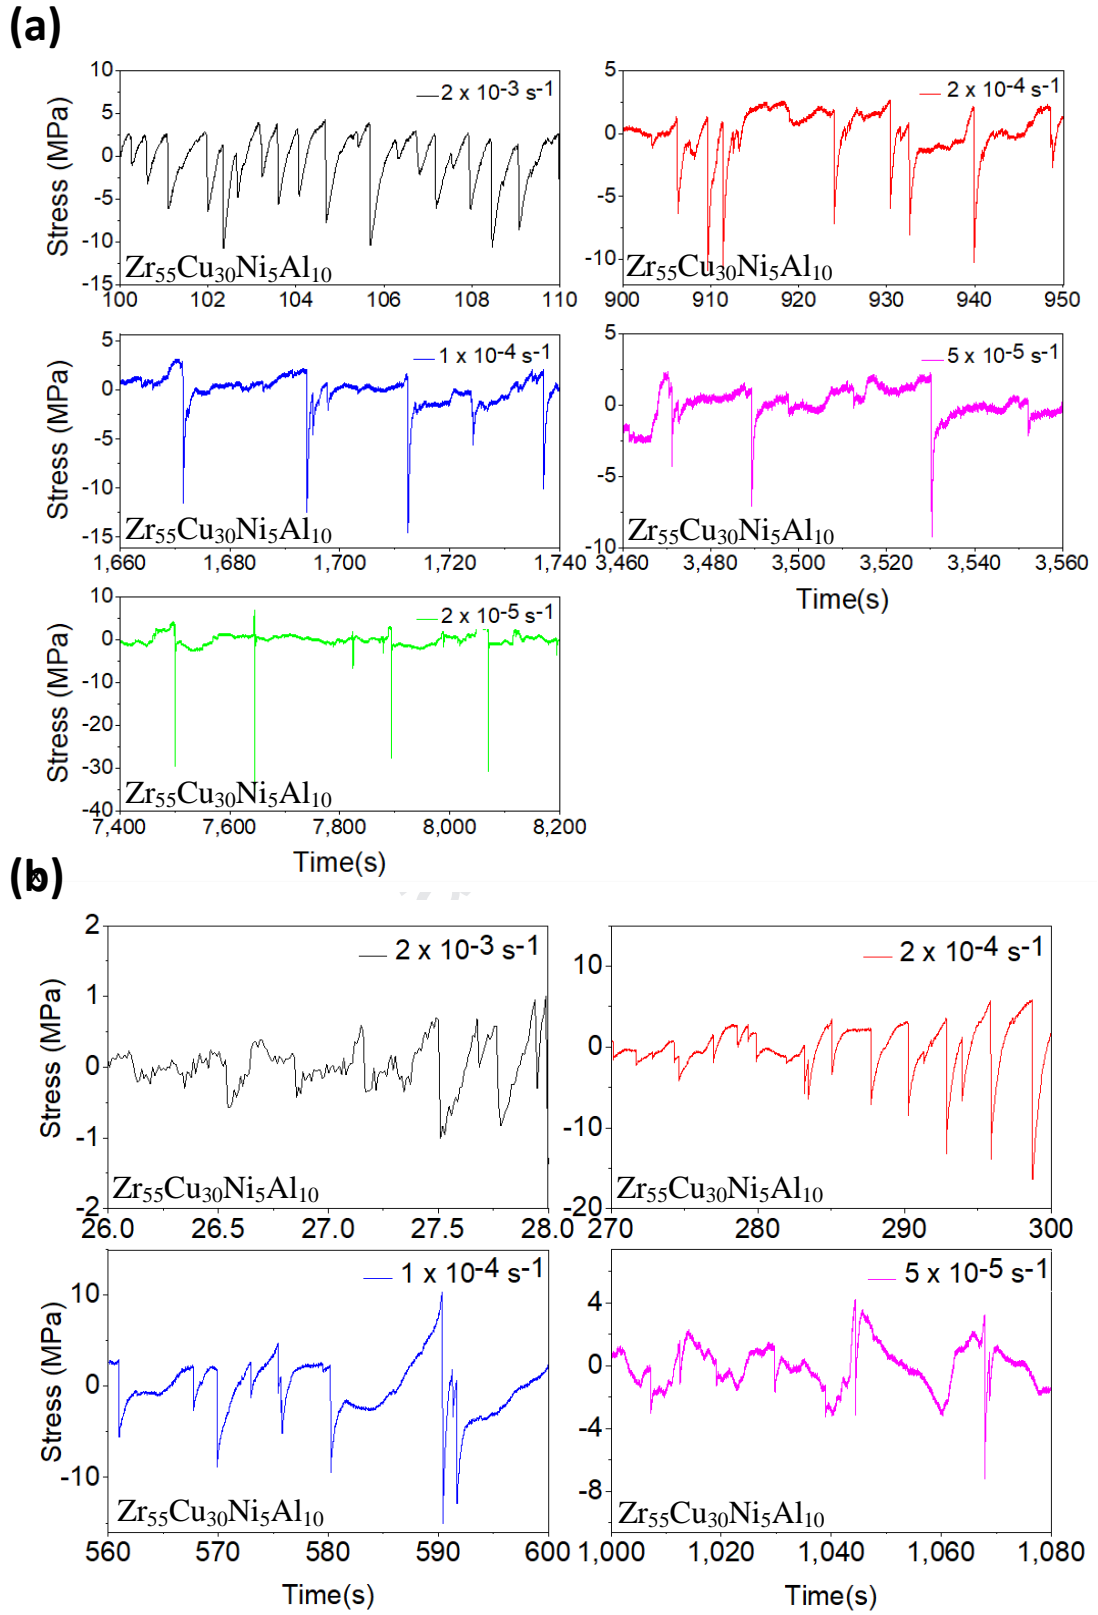 (a)
10
5
0
-5
-10
-15
Stress (MPa)
2 x 10-3 s-1
Zr55Cu30Ni5Al10
100 102 104 106 108 110
5
0
-5
-10
2 x 10-4 s-1
Zr55Cu30Ni5Al10
900 910 920 930 940 950
5
0
-5
-10
-15
Stress (MPa)
1 x 10-4 s-1
Zr55Cu30Ni5Al10
1,660 1,680 1,700 1,720 1,740
5
0
-5
-10
5 x 10-5 s-1
Zr55Cu30Ni5Al10
3,460 3,480 3,500 3,520 3,540 3,560
Time(s)
10
0
-10
-20
-30
-40
Stress (MPa)
2 x 10-5 s-1
Zr55Cu30Ni5Al10
7,400 7,600 7,800 8,000 8,200
Time(s)
(b)
2
1
0
-1
-2
Stress (MPa)
2 x 10-3 s-1
Zr55Cu30Ni5Al10
26.0 26.5 27.0 27.5 28.0
10
0
-10
-20
2 x 10-4 s-1
Zr55Cu30Ni5Al10
270 280 290 300
10
0
-10
Stress (MPa)
1 x 10-4 s-1
Zr55Cu30Ni5Al10
560 570 580 590 600
Time(s)
4
0
-4
-8
5 x 10-5 s-1
Zr55Cu30Ni5Al10
1,000 1,020 1,040 1,060 1,080
Time(s)